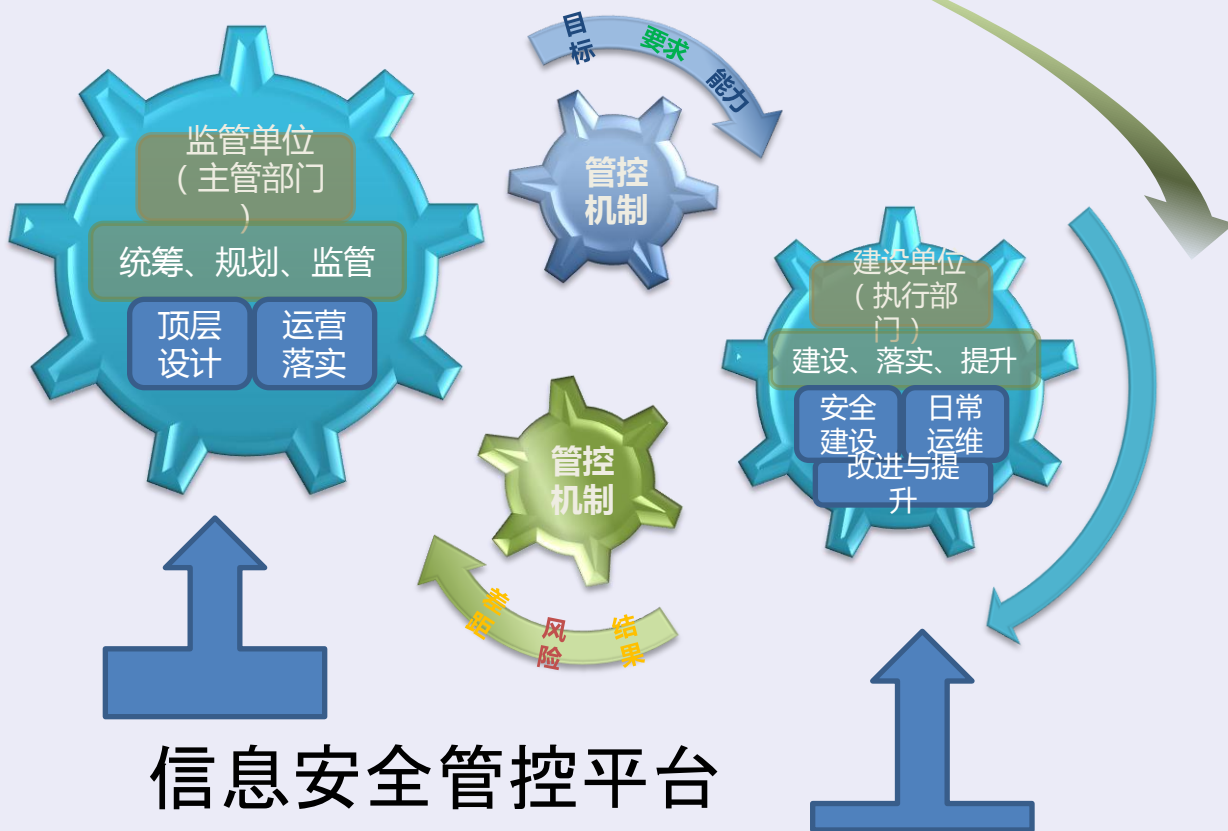 监管单位
（主管部门
）
统筹、规划、监管
顶层
设计
运营
落实
目
标
要求
能力
管控
机制
管控
机制
差
距
风
险
结
果
建设单位
（执行部
门）
建设、落实、提升
安全
建设
日常
运维
改进与提
升
信息安全管控平台